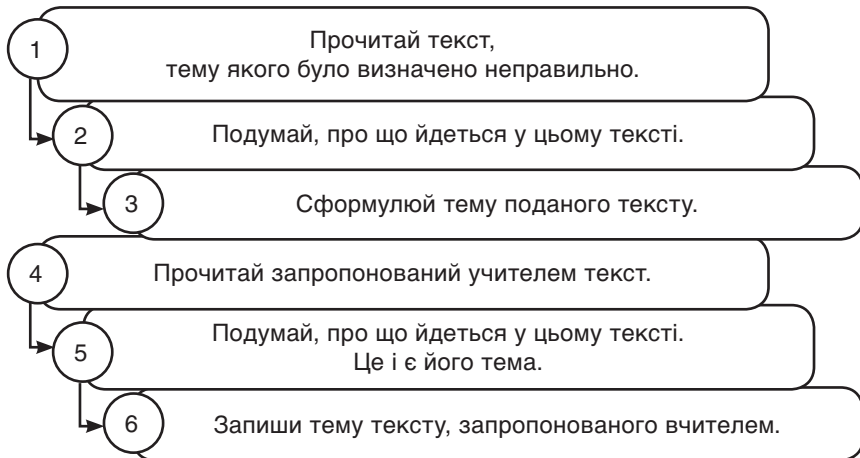 1
Прочитай текст,
тему якого було визначено неправильно.
2
Подумай, про що йдеться у цьому тексті.
3
Сформулюй тему поданого тексту.
4
Прочитай запропонований учителем текст.
5
Подумай, про що йдеться у цьому тексті.
Це і є його тема.
6
Запиши тему тексту, запропонованого вчителем.